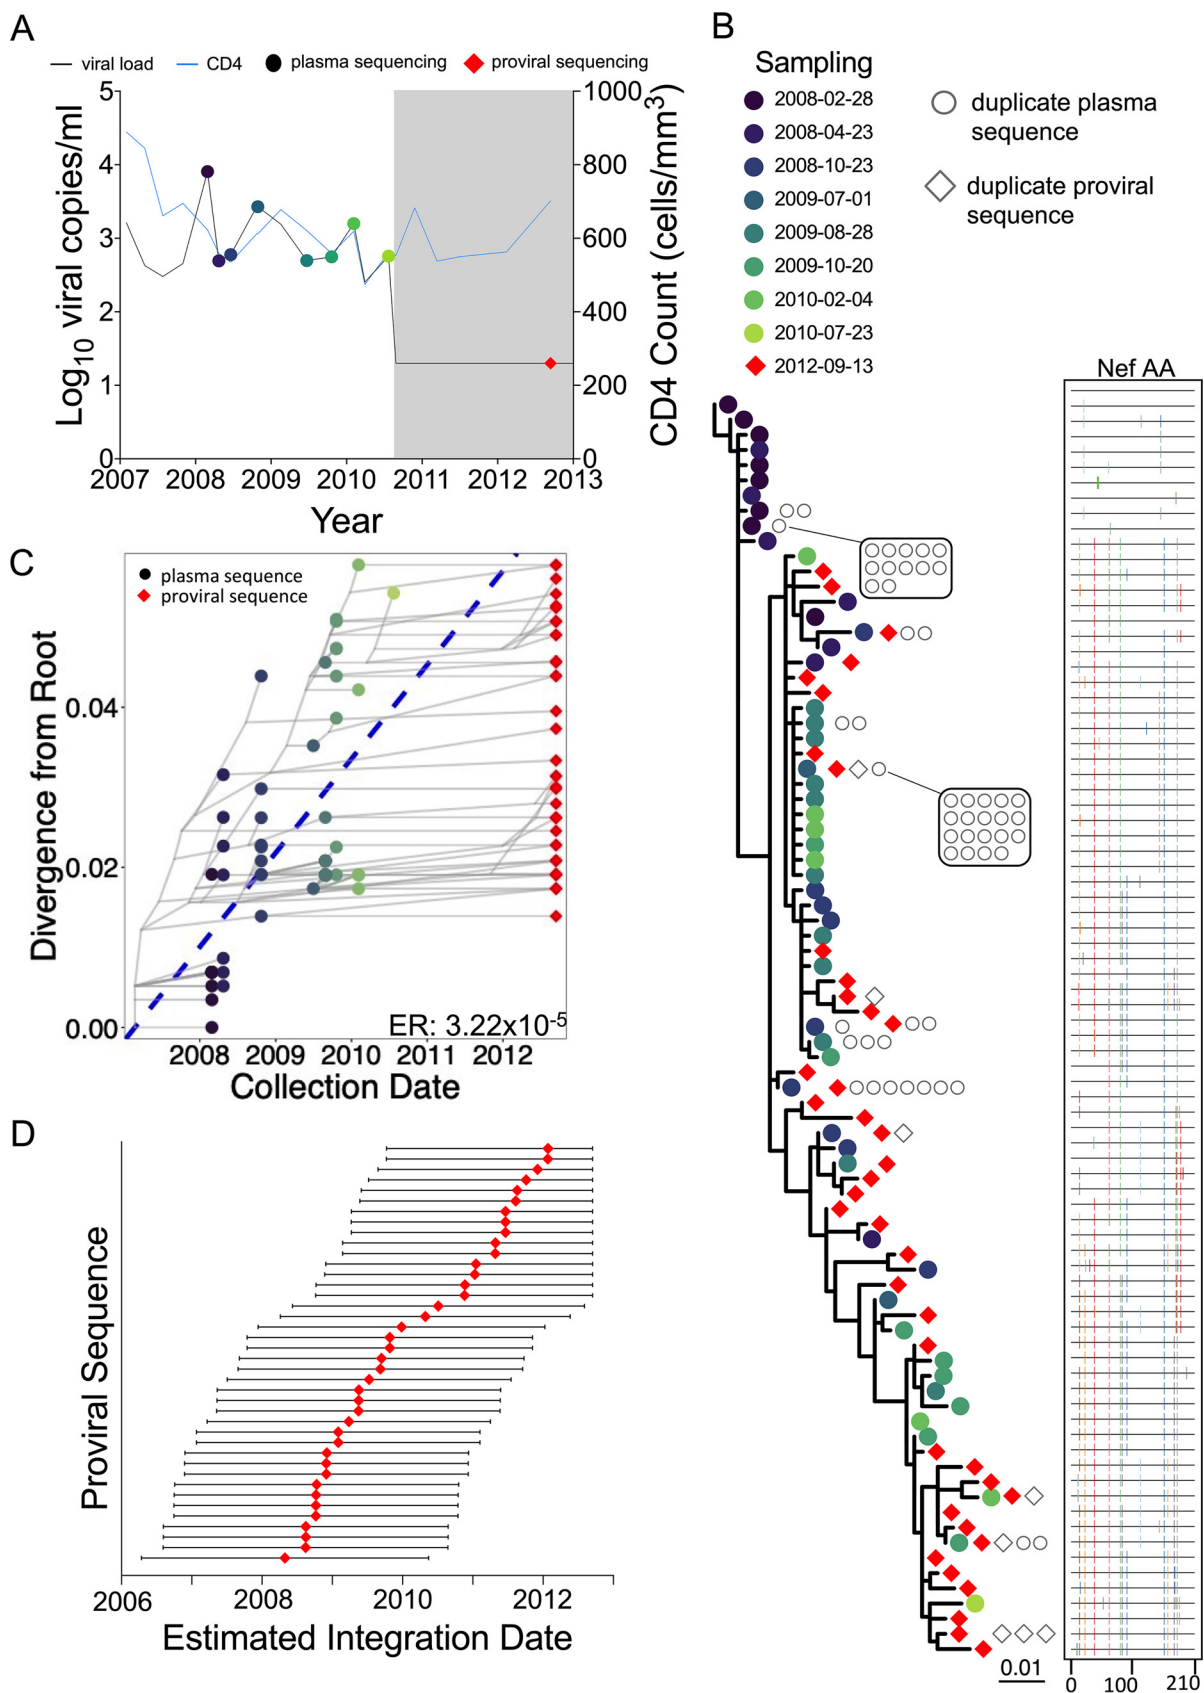 A
viral load
CD4
plasma sequencing
proviral sequencing
5
4
3
2
1
0
Log10 viral copies/ml
1000
800
600
400
200
0
CD4 Count (cells/mm3)
2007
2008
2009
2010
2011
2012
2013
Year
B
Sampling
2008-02-28
2008-04-23
2008-10-23
2009-07-01
2009-08-28
2009-10-20
2010-02-04
2010-07-23
2012-09-13
duplicate plasma
sequence
duplicate proviral
sequence
Nef AA
0.01
0
100
210
C
plasma sequence
proviral sequence
0.04
0.02
0.00
Divergence from Root
ER: 3.22x10-5
2008
2009
2010
2011
2012
Collection Date
D
Proviral Sequence
2006
2008
2010
2012
Estimated Integration Date